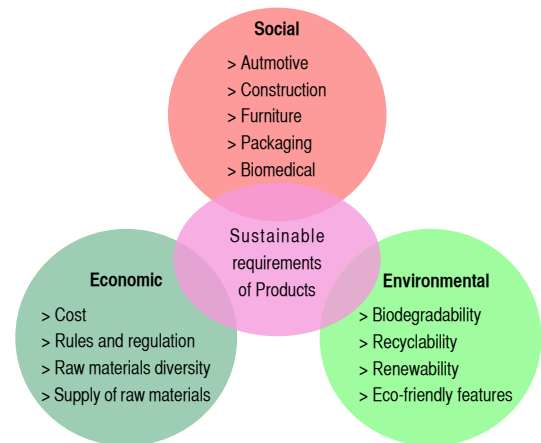 Social
> Autmotive
> Construction
> Furniture
> Packaging
> Biomedical
Sustainable
requirements
of Products
Economic
> Cost
> Rules and regulation
> Raw materials diversity
> Supply of raw materials
Environmental
> Biodegradability
> Recyclability
> Renewability
> Eco-friendly features